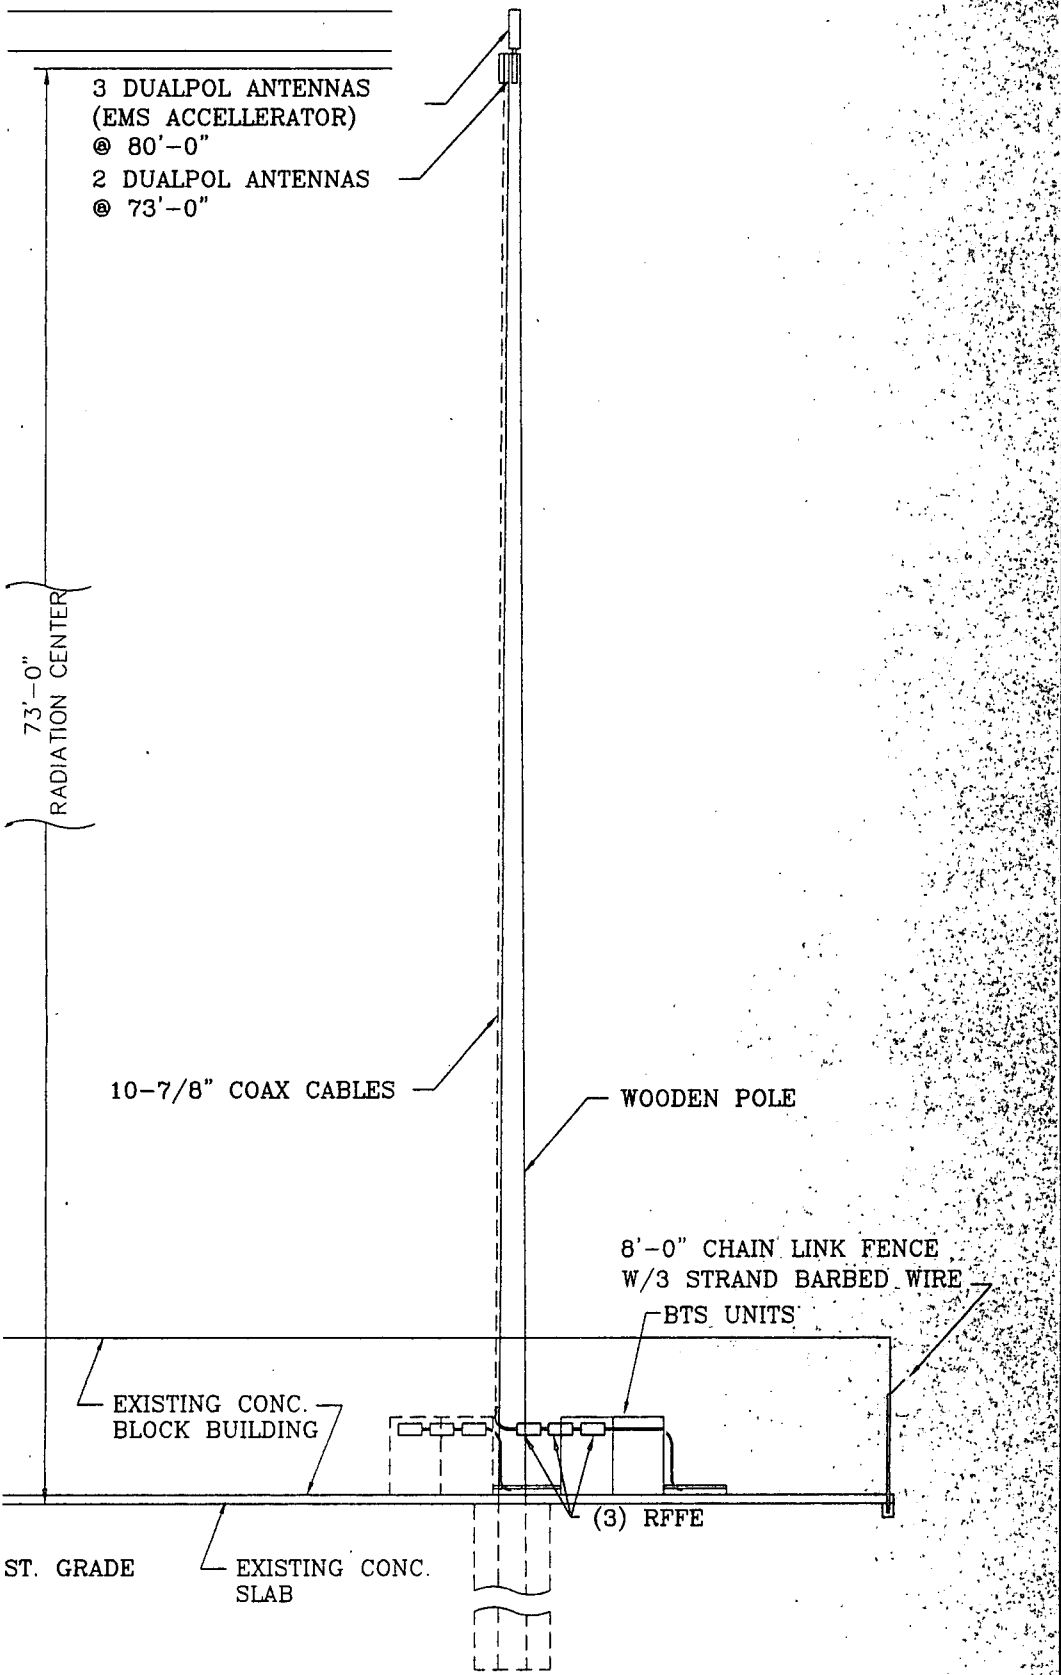 3 DUALPOL ANTENNAS
(EMS ACCELLERATOR)
@ 80'-0"
2 DUALPOL ANTENNAS
@ 73'-0"
73'-0"
RADIATION CENTER
10-7/8" COAX CABLES
WOODEN POLE
8'-0" CHAIN LINK FENCE
W/3 STRAND BARBED WIRE
BTS UNITS
EXISTING CONC.
BLOCK BUILDING
(3) RFFE
ST. GRADE
EXISTING CONC.
SLAB